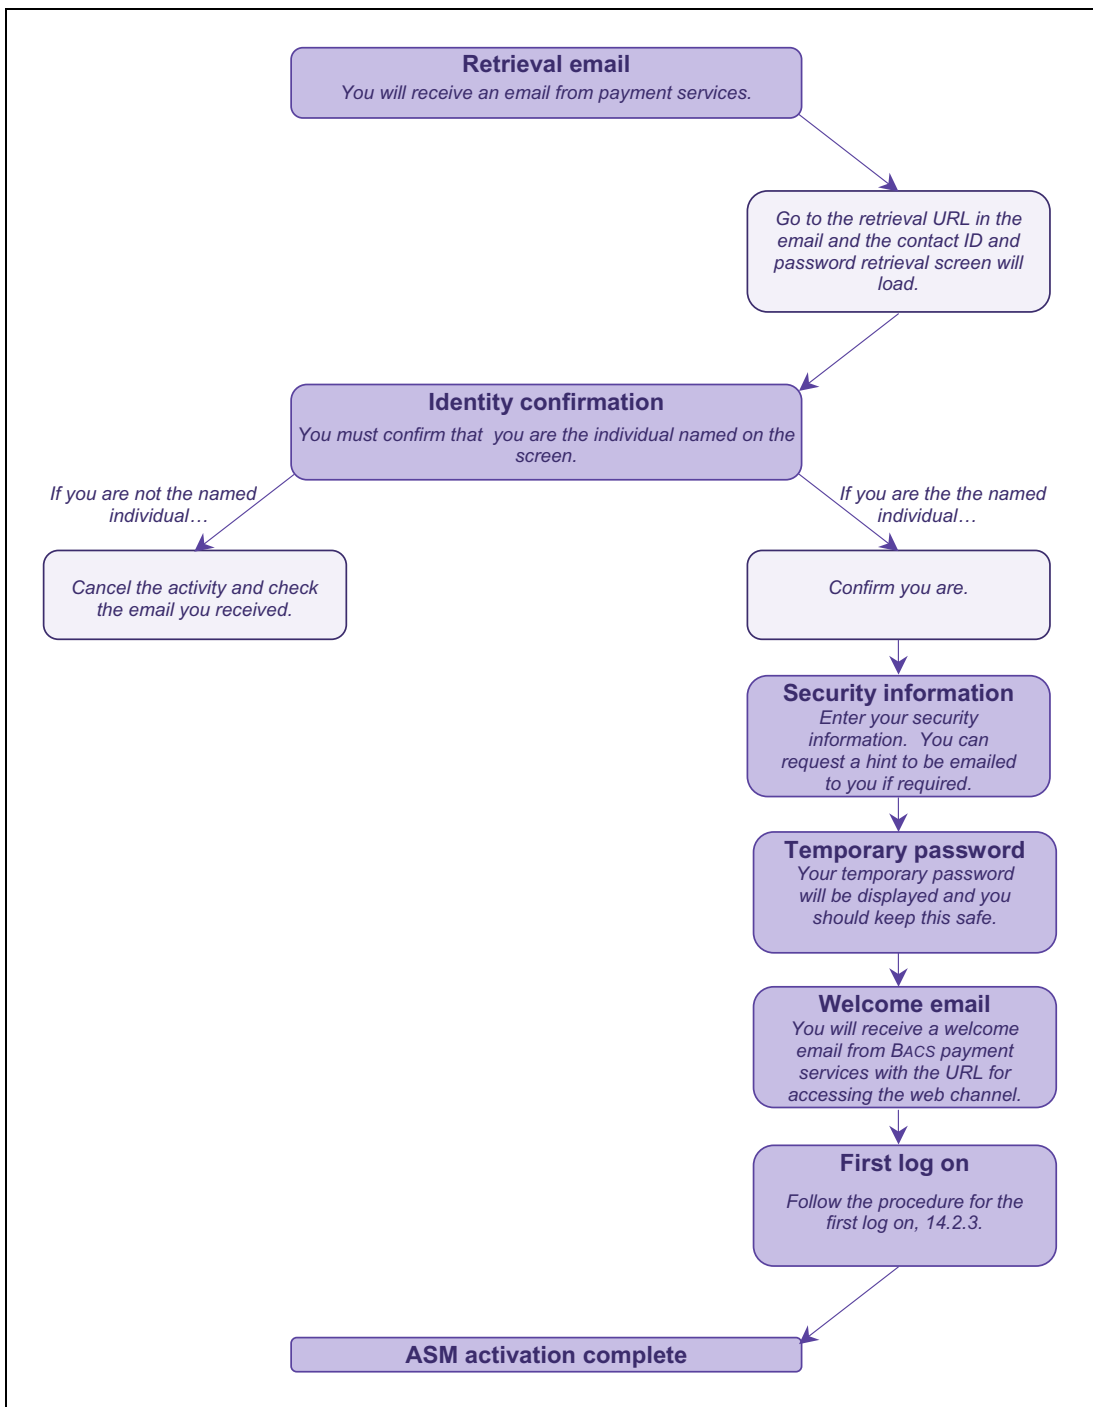 Retrieval email
You will receive an email from payment services.
Go to the retrieval URL in the
email and the contact ID and
password retrieval screen will
load.
Identity confirmation
You must confirm that  you are the individual named on the
screen.
If you are not the named
individual…
If you are the the named
individual…
Cancel the activity and check
the email you received.
Confirm you are.
Security information
Enter your security
information.  You can
request a hint to be emailed
to you if required.
Temporary password
Your temporary password
will be displayed and you
should keep this safe.
Welcome email
You will receive a welcome
email from BACS payment
services with the URL for
accessing the web channel.
First log on
Follow the procedure for the
first log on, 14.2.3.
ASM activation complete